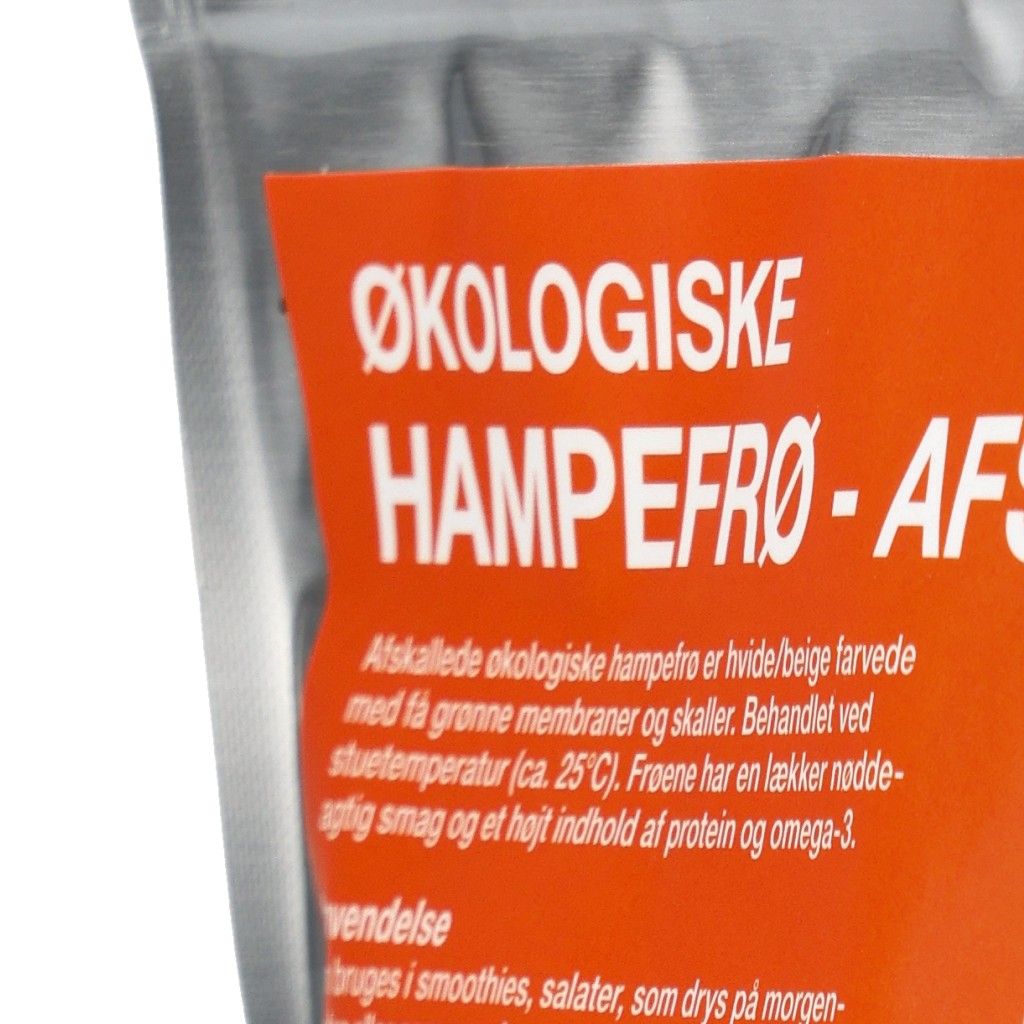 ØKOLOGISKE
HAMPEFRØ - AFS
Afskallede økologiske hampefrø er hvide/beige farvede
med få grønne membraner og skaller. Behandlet ved
stuetemperatur (ca. 25°C). Frøene har en lækker nødde-
agtig smag og et højt indhold af protein og omega-3.
vendelse
bruges i smoothies, salater, som drys på morgen-